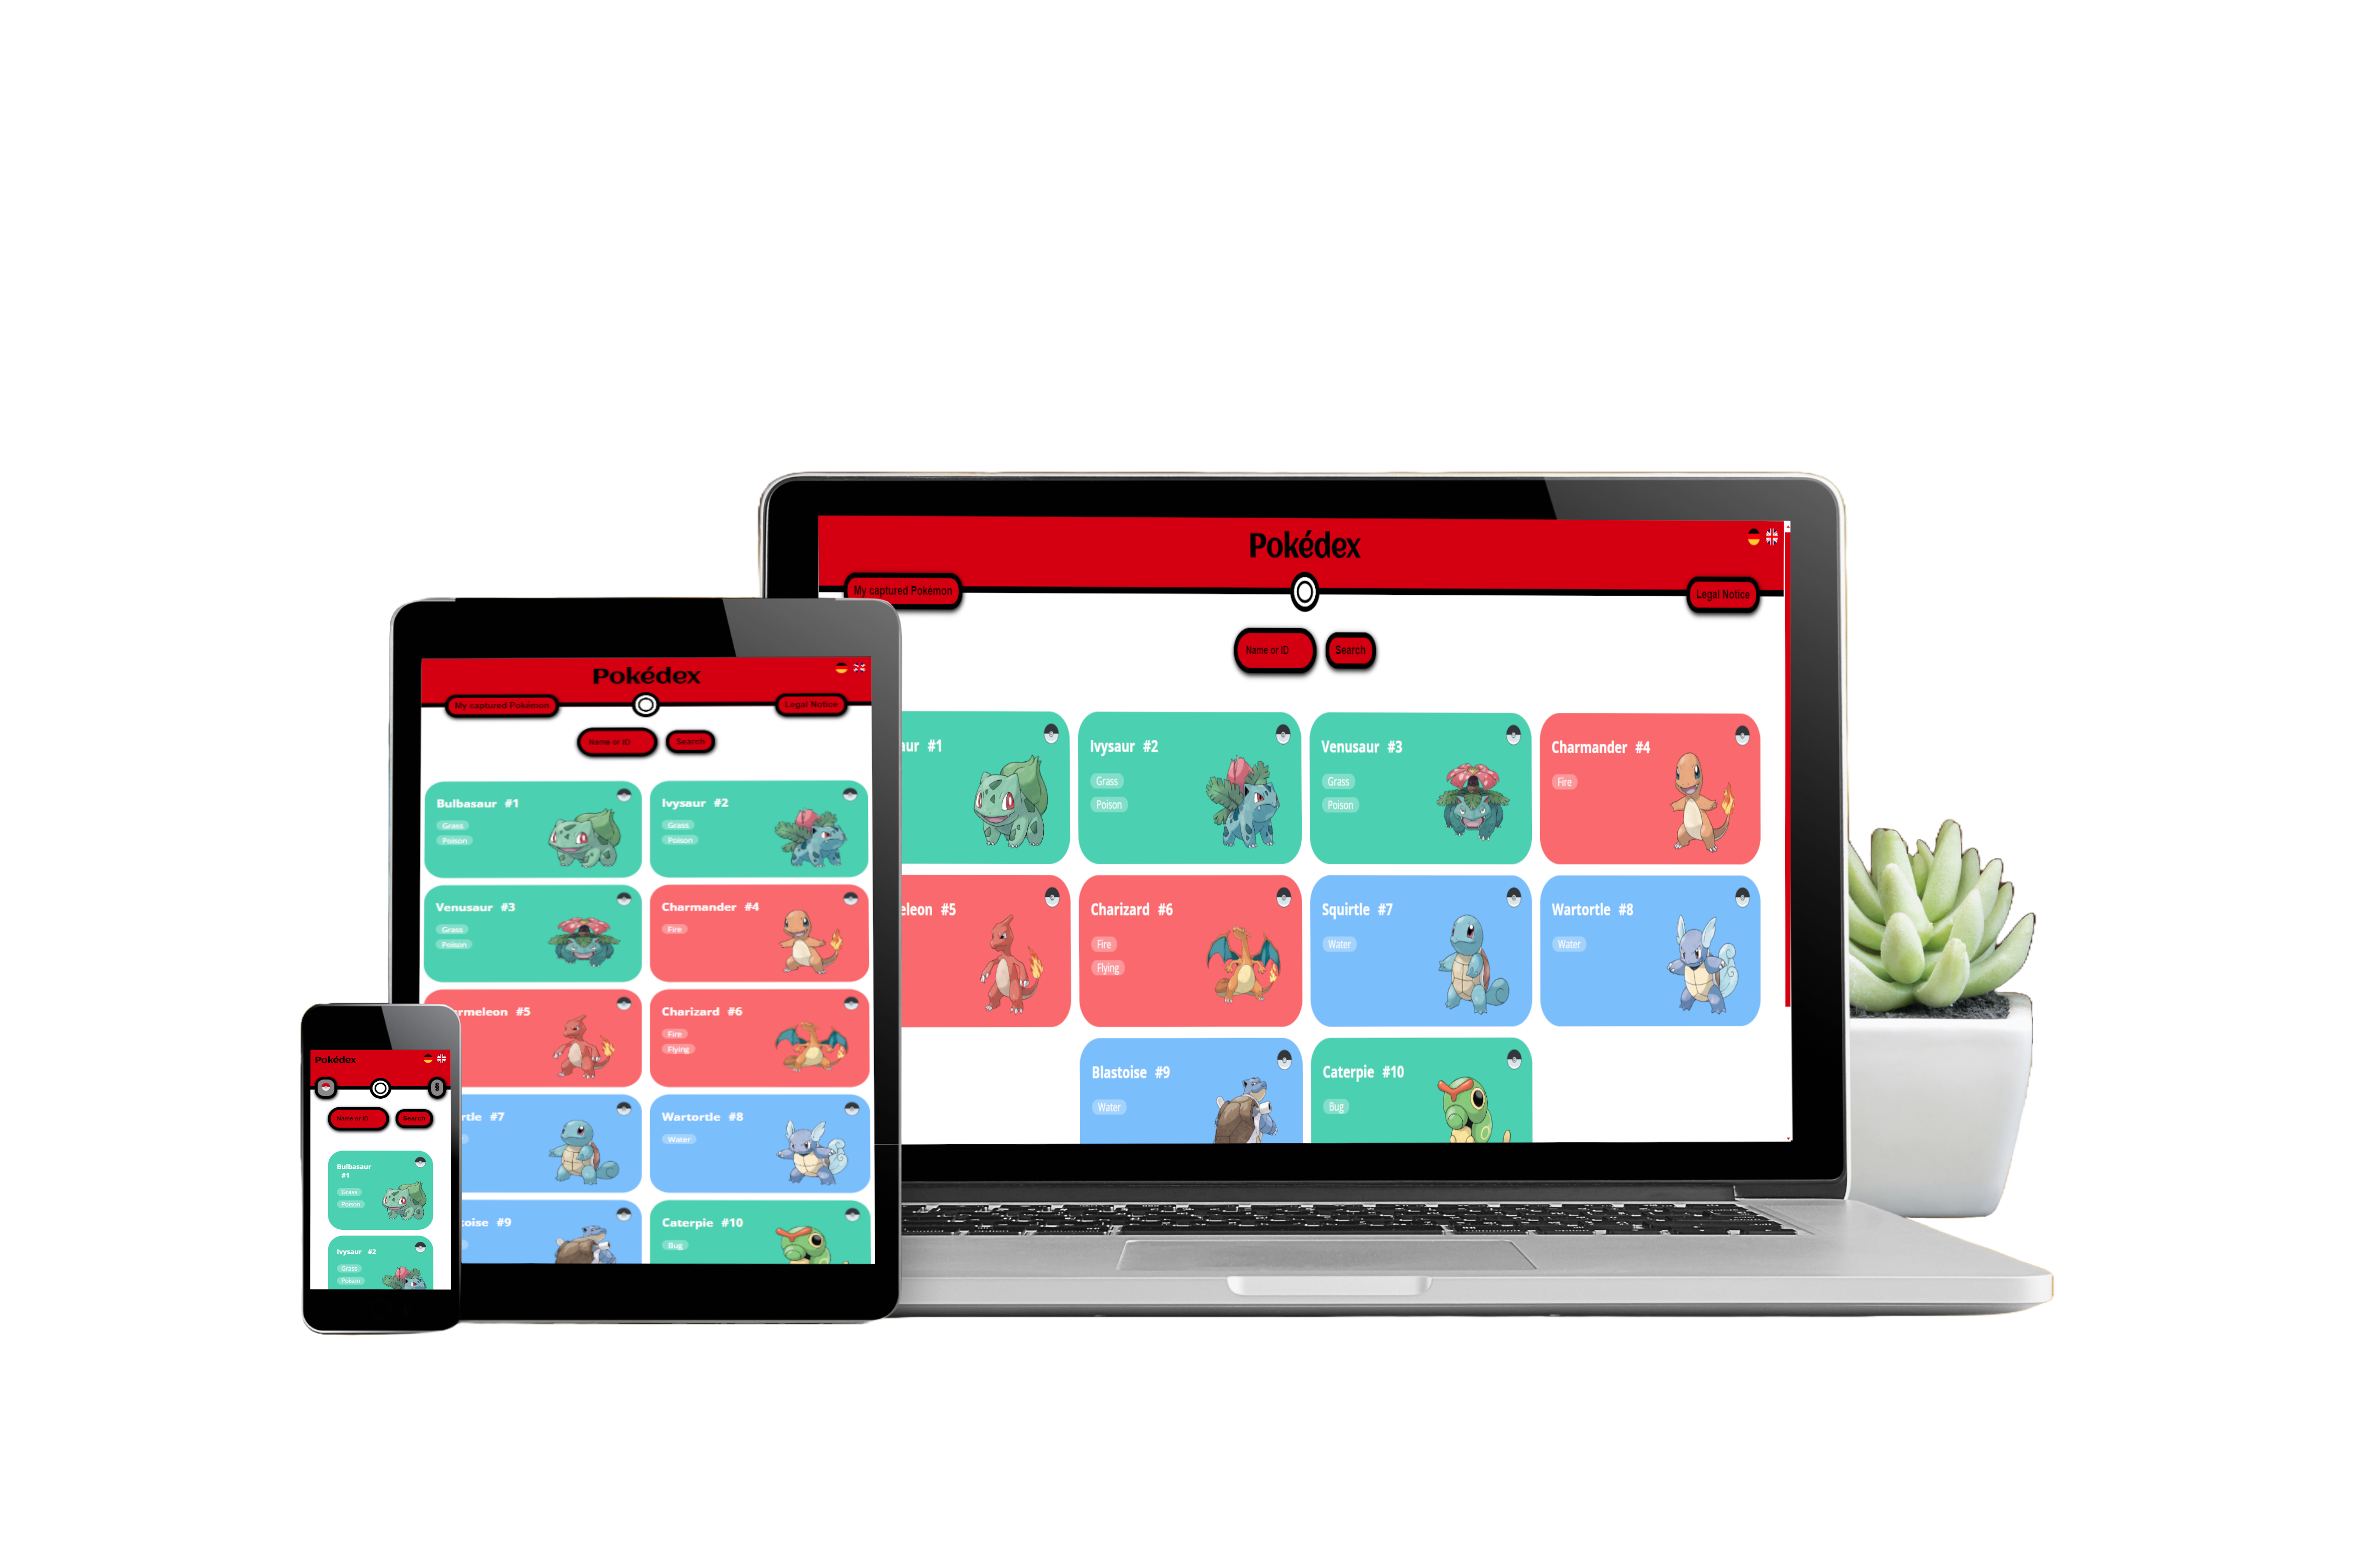 Pokédex
My captured Pokémon
Legal Notice
Name or ID
Search
aur #1
Ivysaur #2
Grass
Poison
Venusaur #3
Grass
Poison
Charmander #4
Fire
eleon #5
Charizard #6
Fire
Flying
Squirtle #7
Water
Wartortle #8
Water
Blastoise #9
Water
Caterpie #10
Bug
Pokédex
My captured Pokémon
Legal Notice
Name or ID
Search
Bulbasaur #1
Grass
Poison
Ivysaur #2
Grass
Poison
Venusaur #3
Grass
Poison
Charmander #4
Fire
rmeleon #5
Charizard #6
Fire
Flying
rtle #7
Wartortle #8
Water
toise #9
Caterpie #10
Bug
Pokédex
§
Name or ID
Search
Bulbasaur
#1
Grass
Poison
Ivysaur #2
Grass
Poison